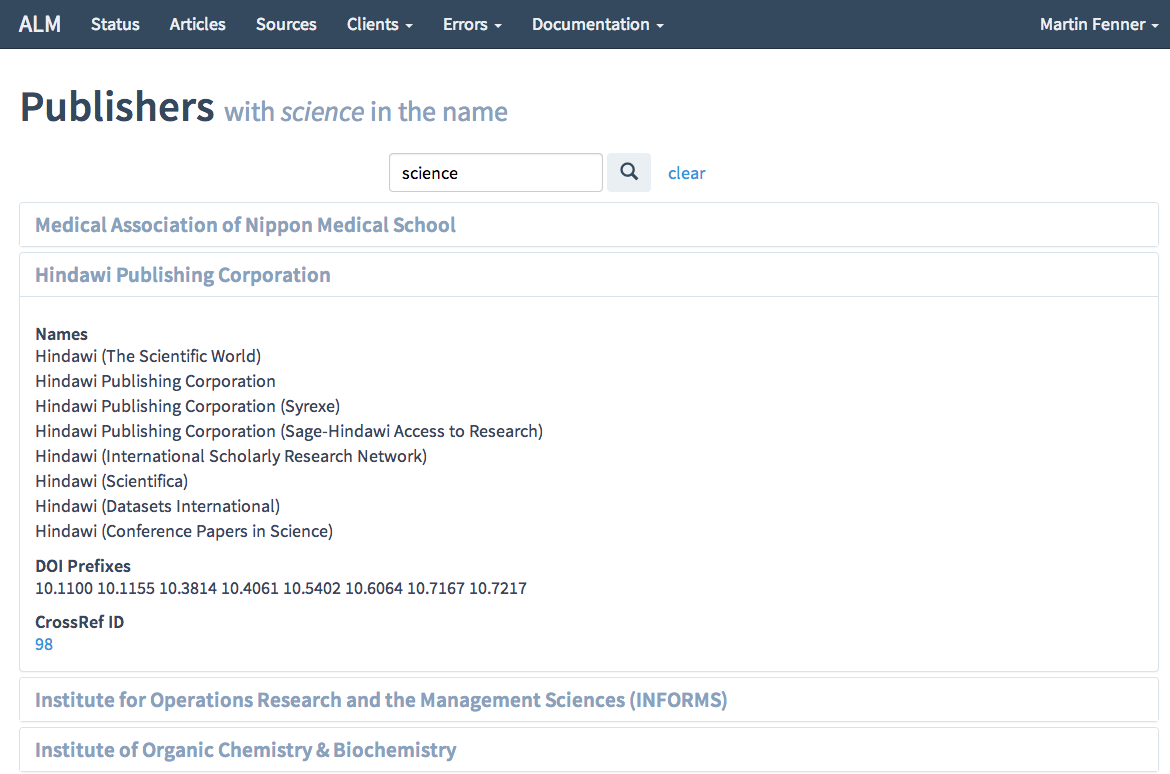 ALM Status Articles Sources Clients Errors Documentation Martin Fenner
Publishers with science in the name
science clear
Medical Association of Nippon Medical School
Hindawi Publishing Corporation
Names
Hindawi (The Scientific World)
Hindawi Publishing Corporation
Hindawi Publishing Corporation (Syrexe)
Hindawi Publishing Corporation (Sage-Hindawi Access to Research)
Hindawi (International Scholarly Research Network)
Hindawi (Scientifica)
Hindawi (Datasets International)
Hindawi (Conference Papers in Science)
DOI Prefixes
10.1100 10.1155 10.3814 10.4061 10.5402 10.6064 10.7167 10.7217
CrossRef ID
98
Institute for Operations Research and the Management Sciences (INFORMS)
Institute of Organic Chemistry & Biochemistry